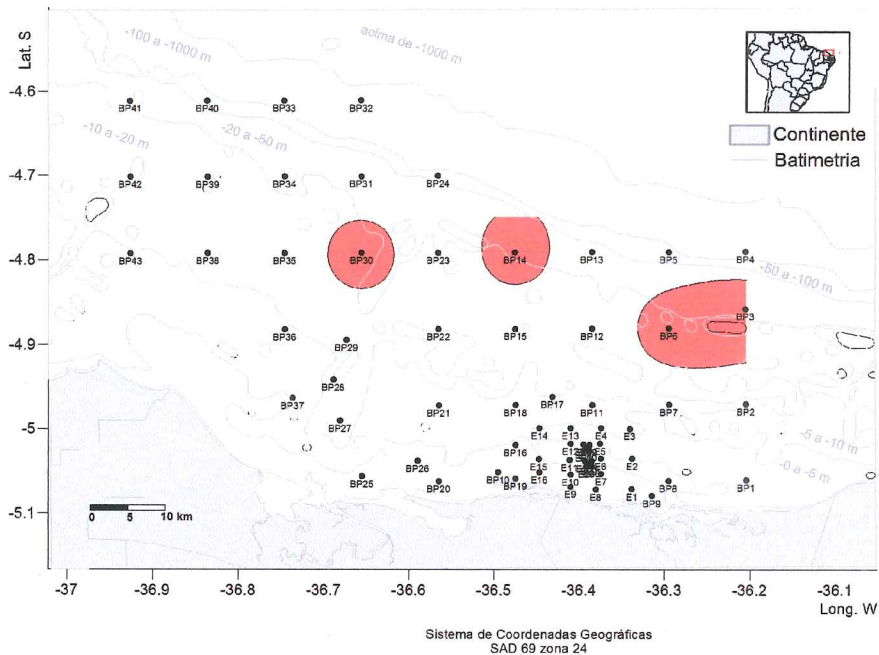 Lat. S
-4.6
-4.7
-4.8
-4.9
-5
-5.1
-100 a -1000 m
acima de -1000 m
-10 a -20 m
-20 a -50 m
-50 a -100 m
-5 a -10 m
-0 a -5 m
Continente
Batimetria
BP41
BP40
BP33
BP32
BP42
BP39
BP34
BP31
BP24
BP43
BP38
BP35
BP30
BP23
BP14
BP13
BP5
BP4
BP3
BP36
BP29
BP22
BP15
BP12
BP6
BP28
BP37
BP27
BP21
BP18
BP17
BP11
BP7
BP2
E14
E13
E4
E3
BP16
E12
E5
BP26
E15
E11
E6
E2
BP25
BP20
BP10
BP19
E16
E10
E7
E9
E8
E1
BP8
BP9
BP1
0 5 10 km
-37
-36.9
-36.8
-36.7
-36.6
-36.5
-36.4
-36.3
-36.2
-36.1
Long. W
Sistema de Coordenadas Geográficas
SAD 69 zona 24